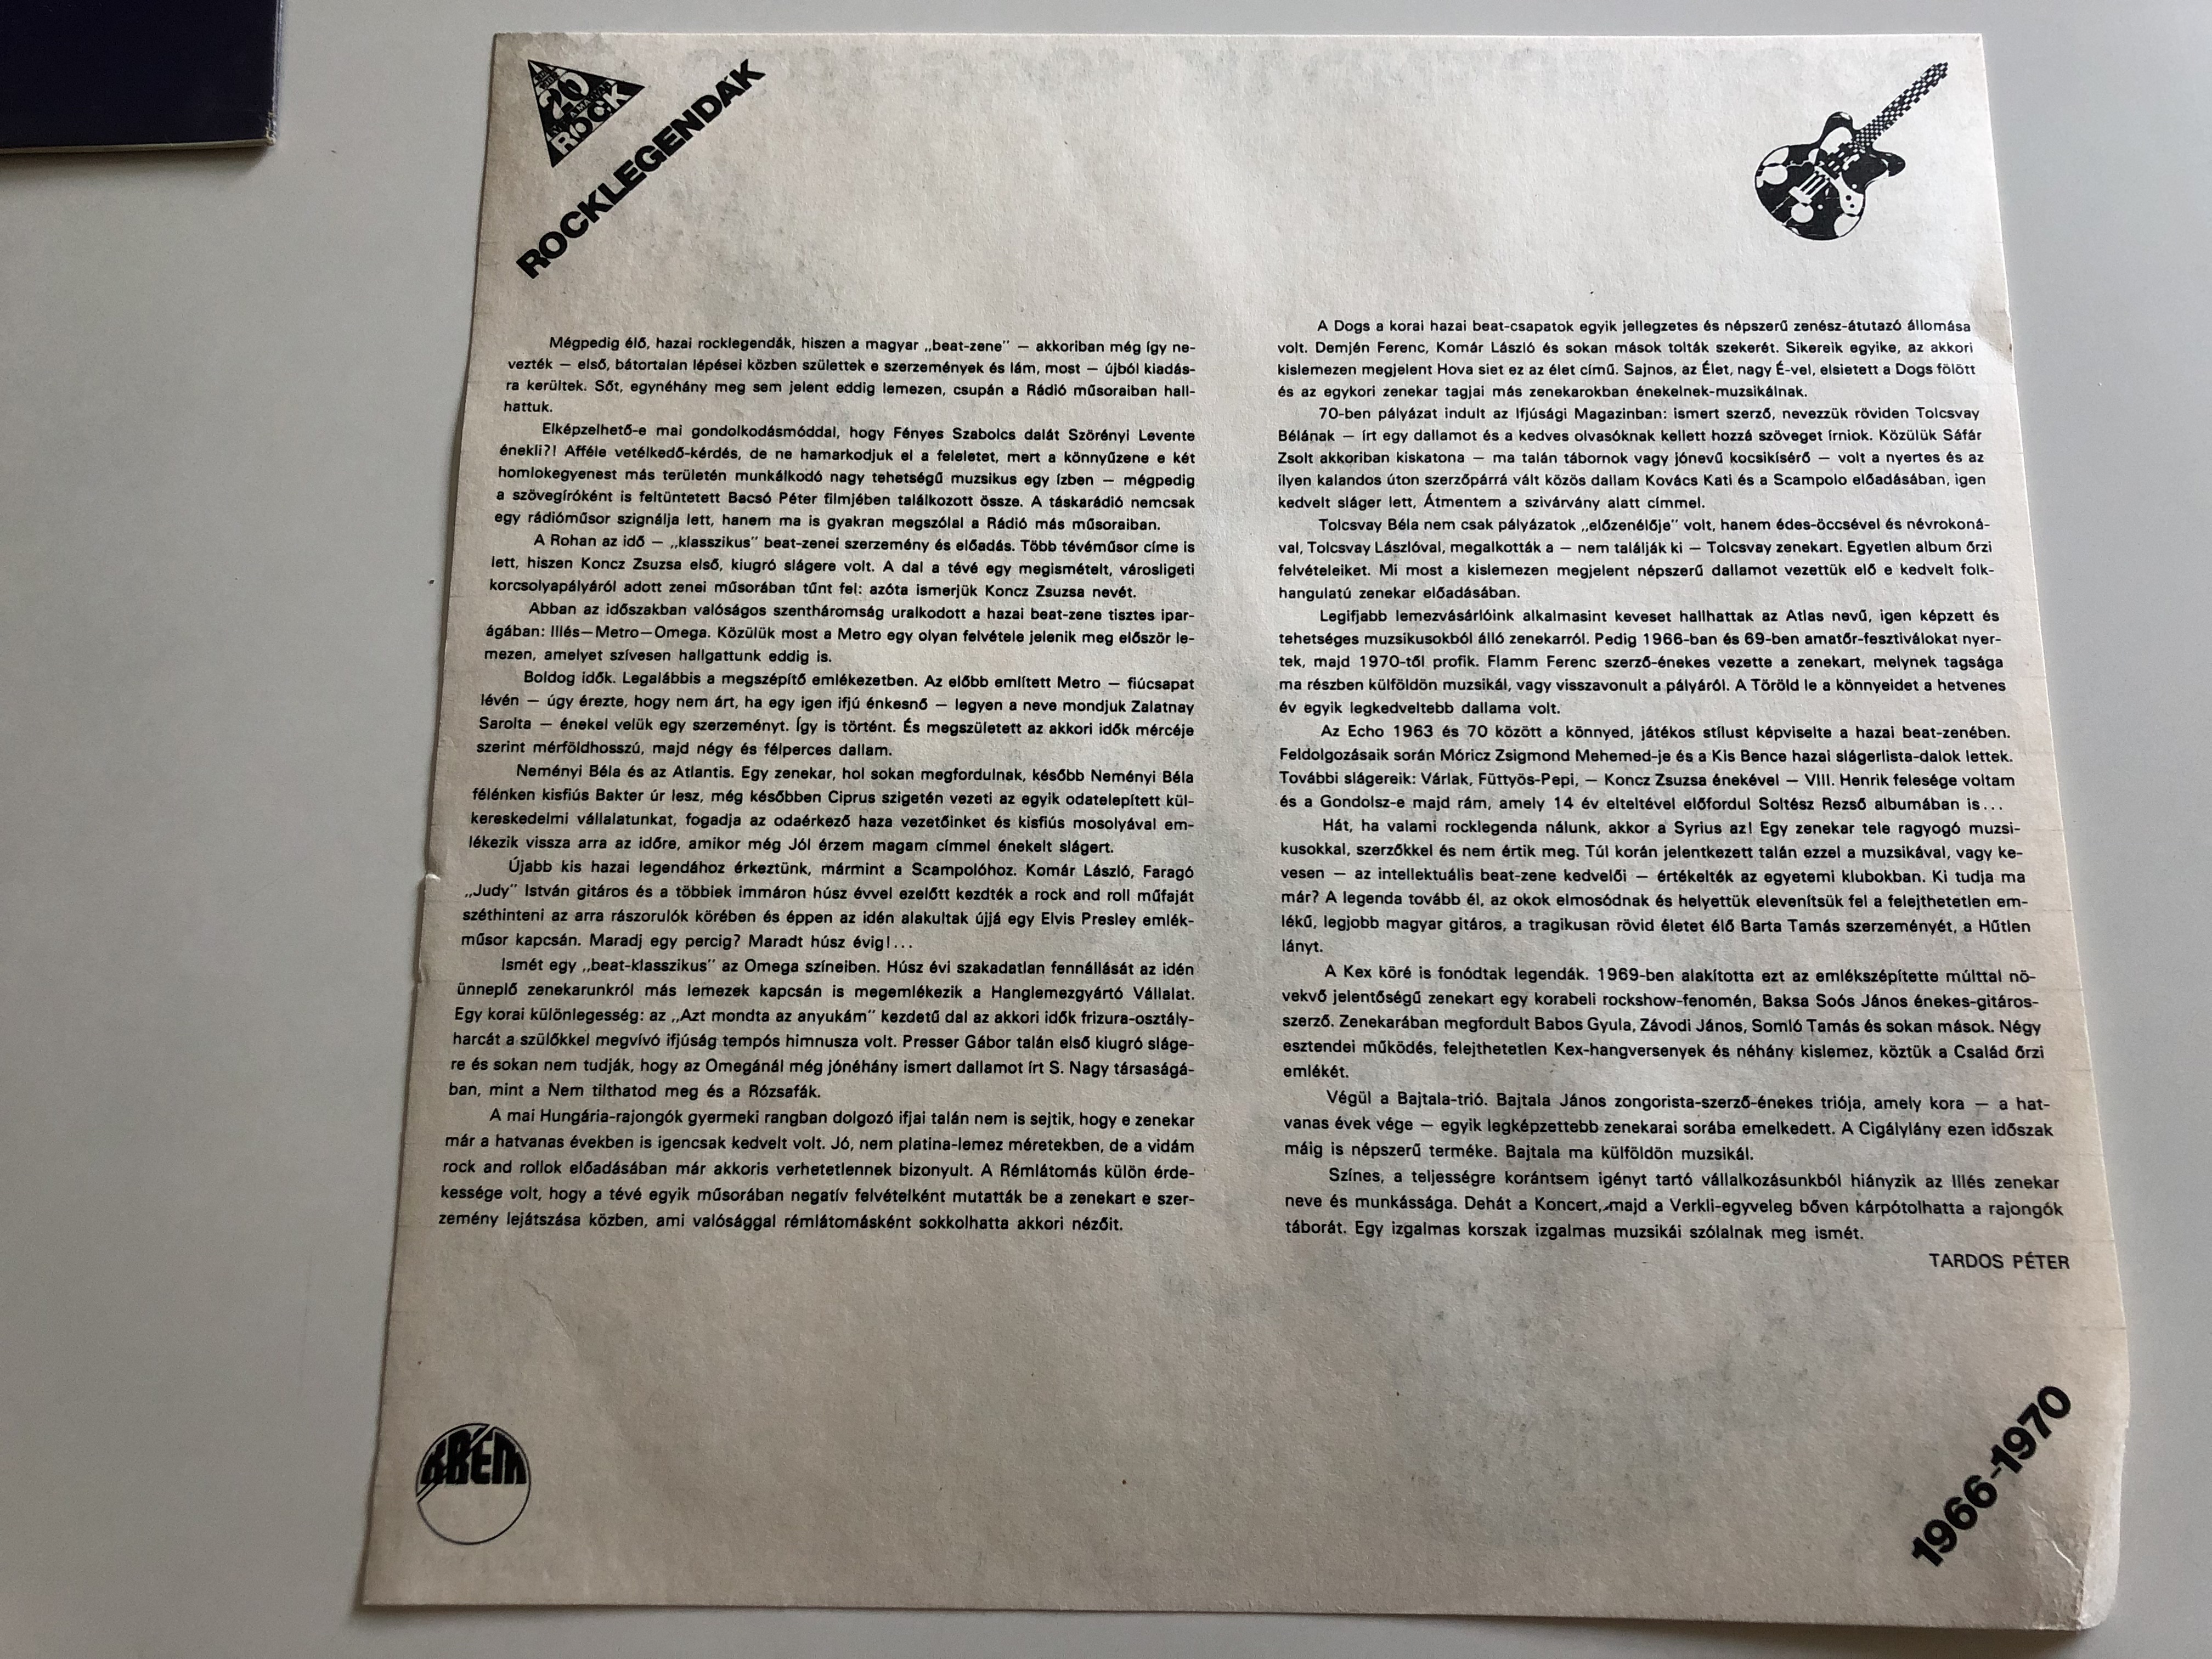 20
ROCK
ROCKLEGENDÁK
Mégpedig élő, hazai rocklegendák, hiszen a magyar „beat-zene" — akkoriban még így ne-
vezték — első, bátortalan lépései közben születtek e szerzemények és lám, most — újból kiadás-
ra kerültek. Sőt, egynéhány meg sem jelent eddig lemezen, csupán a Rádió műsoraiban hall-
hattuk.
Elképzelhető-e mai gondolkodásmóddal, hogy Fényes Szabolcs dalát Szörényi Levente
énekli?! Afféle vetélkedő-kérdés, de ne hamarkodjuk el a feleletet, mert a könnyűzene e két
homlokegyenest más területén munkálkodó nagy tehetségű muzsikus egy ízben — mégpedig
a szövegíróként is feltüntetett Bacsó Péter filmjében találkozott össze. A táskarádió nemcsak
egy rádióműsor szignálja lett, hanem ma is gyakran megszólal a Rádió más műsoraiban.
A Rohan az idő — „klasszikus" beat-zenei szerzemény és előadás. Több tévéműsor címe is
lett, hiszen Koncz Zsuzsa első, kiugró slágere volt. A dal a tévé egy megismételt, városligeti
korcsolyapályáról adott zenei műsorában tűnt fel: azóta ismerjük Koncz Zsuzsa nevét.
Abban az időszakban valóságos szentháromság uralkodott a hazai beat-zene tisztes ipar-
ágában: Illés—Metro—Omega. Közülük most a Metro egy olyan felvétele jelenik meg először le-
mezen, amelyet szívesen hallgattunk eddig is.
Boldog idők. Legalábbis a megszépítő emlékezetben. Az előbb említett Metro — fiúcsapat
lévén — úgy érezte, hogy nem árt, ha egy igen ifjú énkesnő — legyen a neve mondjuk Zalatnay
Sarolta — énekel velük egy szerzeményt. Így is történt. És megszületett az akkori idők mércéje
szerint mérföldhosszú, majd négy és félperces dallam.
Neményi Béla és az Atlantis. Egy zenekar, hol sokan megfordulnak, később Neményi Béla
félénken kisfiús Bakter úr lesz, még későbben Ciprus szigetén vezeti az egyik odatelepített kül-
kereskedelmi vállalatunkat, fogadja az odaérkező haza vezetőinket és kisfiús mosolyával em-
lékezik vissza arra az időre, amikor még Jól érzem magam címmel énekelt slágert.
Újabb kis hazai legendához érkeztünk, mármint a Scampolóhoz. Komár László, Faragó
„Judy" István gitáros és a többiek immáron húsz évvel ezelőtt kezdték a rock and roll műfaját
széthinteni az arra rászorulók körében és éppen az idén alakultak újjá egy Elvis Presley emlék-
műsor kapcsán. Maradj egy percig? Maradt húsz évig!...
Ismét egy „beat-klasszikus" az Omega színeiben. Húsz évi szakadatlan fennállását az idén
ünneplő zenekarunkról más lemezek kapcsán is megemlékezik a Hanglemezgyártó Vállalat.
Egy korai különlegesség: az „Azt mondta az anyukám" kezdetű dal az akkori idők frizura-osztály-
harcát a szülőkkel megvívó ifjúság tempós himnusza volt. Presser Gábor talán első kiugró sláge-
re és sokan nem tudják, hogy az Omegánál még jónéhány ismert dallamot írt S. Nagy társaságá-
ban, mint a Nem tilthatod meg és a Rózsafák.
A mai Hungária-rajongók gyermeki rangban dolgozó ifjai talán nem is sejtik, hogy e zenekar
már a hatvanas években is igencsak kedvelt volt. Jó, nem platina-lemez méretekben, de a vidám
rock and rollok előadásában már akkoris verhetetlennek bizonyult. A Rémlátomás külön érde-
kessége volt, hogy a tévé egyik műsorában negatív felvételként mutatták be a zenekart e szer-
zemény lejátszása közben, ami valósággal rémlátomásként sokkolhatta akkori nézőit.
A Dogs a korai hazai beat-csapatok egyik jellegzetes és népszerű zenész-átutazó állomása
volt. Demjén Ferenc, Komár László és sokan mások tolták szekerét. Sikereik egyike, az akkori
kislemezen megjelent Hova siet ez az élet című. Sajnos, az Élet, nagy É-vel, elsietett a Dogs fölött
és az egykori zenekar tagjai más zenekarokban énekelnek-muzsikálnak.
70-ben pályázat indult az Ifjúsági Magazinban: ismert szerző, nevezzük röviden Tolcsvay
Bélának — írt egy dallamot és a kedves olvasóknak kellett hozzá szöveget írniok. Közülük Sáfár
Zsolt akkoriban kiskatona — ma talán tábornok vagy jónevű kocsikísérő — volt a nyertes és az
ilyen kalandos úton szerzőpárrá vált közös dallam Kovács Kati és a Scampolo előadásában, igen
kedvelt sláger lett, Átmentem a szivárvány alatt címmel.
Tolcsvay Béla nem csak pályázatok „előzenélője" volt, hanem édes-öccsével és névrokoná-
val, Tolcsvay Lászlóval, megalkották a — nem találják ki — Tolcsvay zenekart. Egyetlen album őrzi
felvételeiket. Mi most a kislemezen megjelent népszerű dallamot vezettük elő e kedvelt folk-
hangulatú zenekar előadásában.
Legifjabb lemezvásárlóink alkalmasint keveset hallhattak az Atlas nevű, igen képzett és
tehetséges muzsikusokból álló zenekarról. Pedig 1966-ban és 69-ben amatőr-fesztiválokat nyer-
tek, majd 1970-től profik. Flamm Ferenc szerző-énekes vezette a zenekart, melynek tagsága
ma részben külföldön muzsikál, vagy visszavonult a pályáról. A Töröld le a könnyeidet a hetvenes
év egyik legkedveltebb dallama volt.
Az Echo 1963 és 70 között a könnyed, játékos stílust képviselte a hazai beat-zenében.
Feldolgozásaik során Móricz Zsigmond Mehemed-je és a Kis Bence hazai slágerlista-dalok lettek.
További slágereik: Várlak, Füttyös-Pepi, — Koncz Zsuzsa énekével — VIII. Henrik felesége voltam
és a Gondolsz-e majd rám, amely 14 év elteltével előfordul Soltész Rezső albumában is...
Hát, ha valami rocklegenda nálunk, akkor a Syrius az! Egy zenekar tele ragyogó muzsi-
kusokkal, szerzőkkel és nem értik meg. Túl korán jelentkezett talán ezzel a muzsikával, vagy ke-
vesen — az intellektuális beat-zene kedvelői — értékelték az egyetemi klubokban. Ki tudja ma
már? A legenda tovább él, az okok elmosódnak és helyettük elevenítsük fel a felejthetetlen em-
lékű, legjobb magyar gitáros, a tragikusan rövid életet élő Barta Tamás szerzeményét, a Hűtlen
lányt.
A Kex köré is fonódtak legendák. 1969-ben alakította ezt az emlékszépítette múlttal nö-
vekvő jelentőségű zenekart egy korabeli rockshow-fenomén, Baksa Soós János énekes-gitáros-
szerző. Zenekarában megfordult Babos Gyula, Závodi János, Somló Tamás és sokan mások. Négy
esztendei működés, felejthetetlen Kex-hangversenyek és néhány kislemez, köztük a Család őrzi
emlékét.
Végül a Bajtala-trió. Bajtala János zongorista-szerző-énekes triója, amely kora — a hat-
vanas évek vége — egyik legképzettebb zenekarai sorába emelkedett. A Cigálylány ezen időszak
máig is népszerű terméke. Bajtala ma külföldön muzsikál.
Színes, a teljességre korántsem igényt tartó vállalkozásunkból hiányzik az Illés zenekar
neve és munkássága. Dehát a Koncert, majd a Verkli-egyveleg bőven kárpótolhatta a rajongók
táborát. Egy izgalmas korszak izgalmas muzsikái szólalnak meg ismét.
TARDOS PÉTER
KRÉM
1966-1970